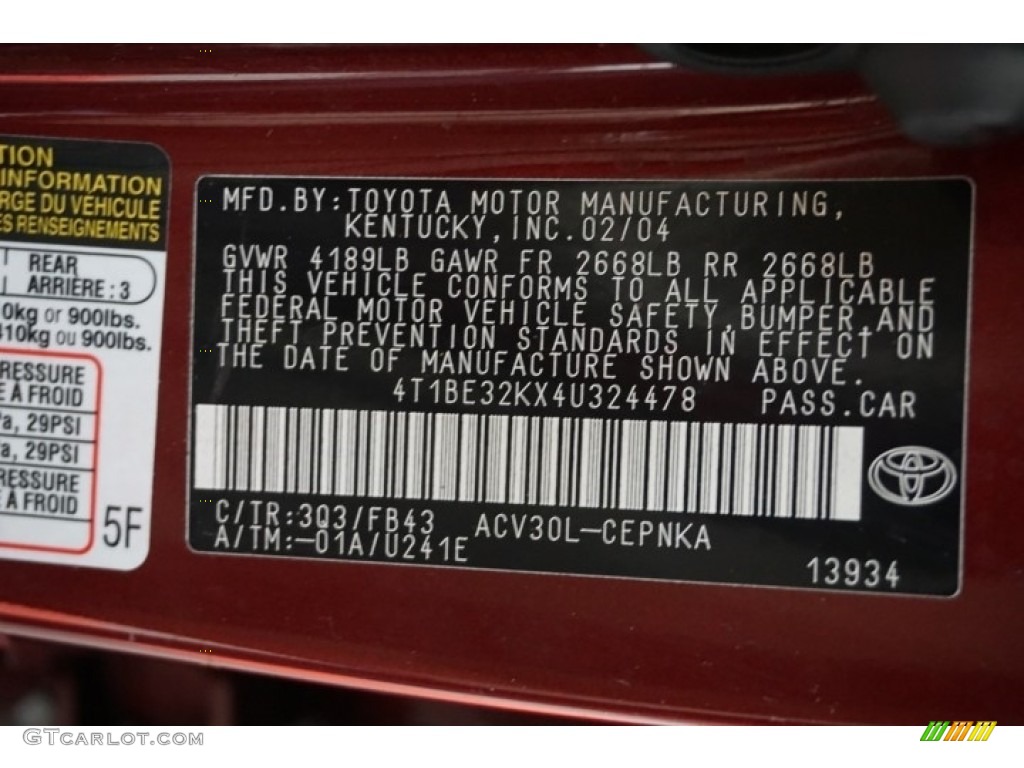 TION
INFORMATION
RGE DU VÉHICULE
ES RENSEIGNEMENTS
REAR
ARRIÈRE : 3
0kg or 900lbs.
410kg ou 900lbs.
RESSURE
E À FROID
a, 29PSI
a, 29PSI
RESSURE
E À FROID
5F
MFD.BY:TOYOTA MOTOR MANUFACTURING,
KENTUCKY,INC.02/04
GVWR 4189LB GAWR FR 2668LB RR 2668LB
THIS VEHICLE CONFORMS TO ALL APPLICABLE
FEDERAL MOTOR VEHICLE SAFETY,BUMPER,AND
THEFT PREVENTION STANDARDS IN EFFECT ON
THE DATE OF MANUFACTURE SHOWN ABOVE.
4T1BE32KX4U324478 PASS.CAR
C/TR:3Q3/FB43 ACV30L-CEPNKA
A/TM:-01A/U241E
13934
GTcarlot.com